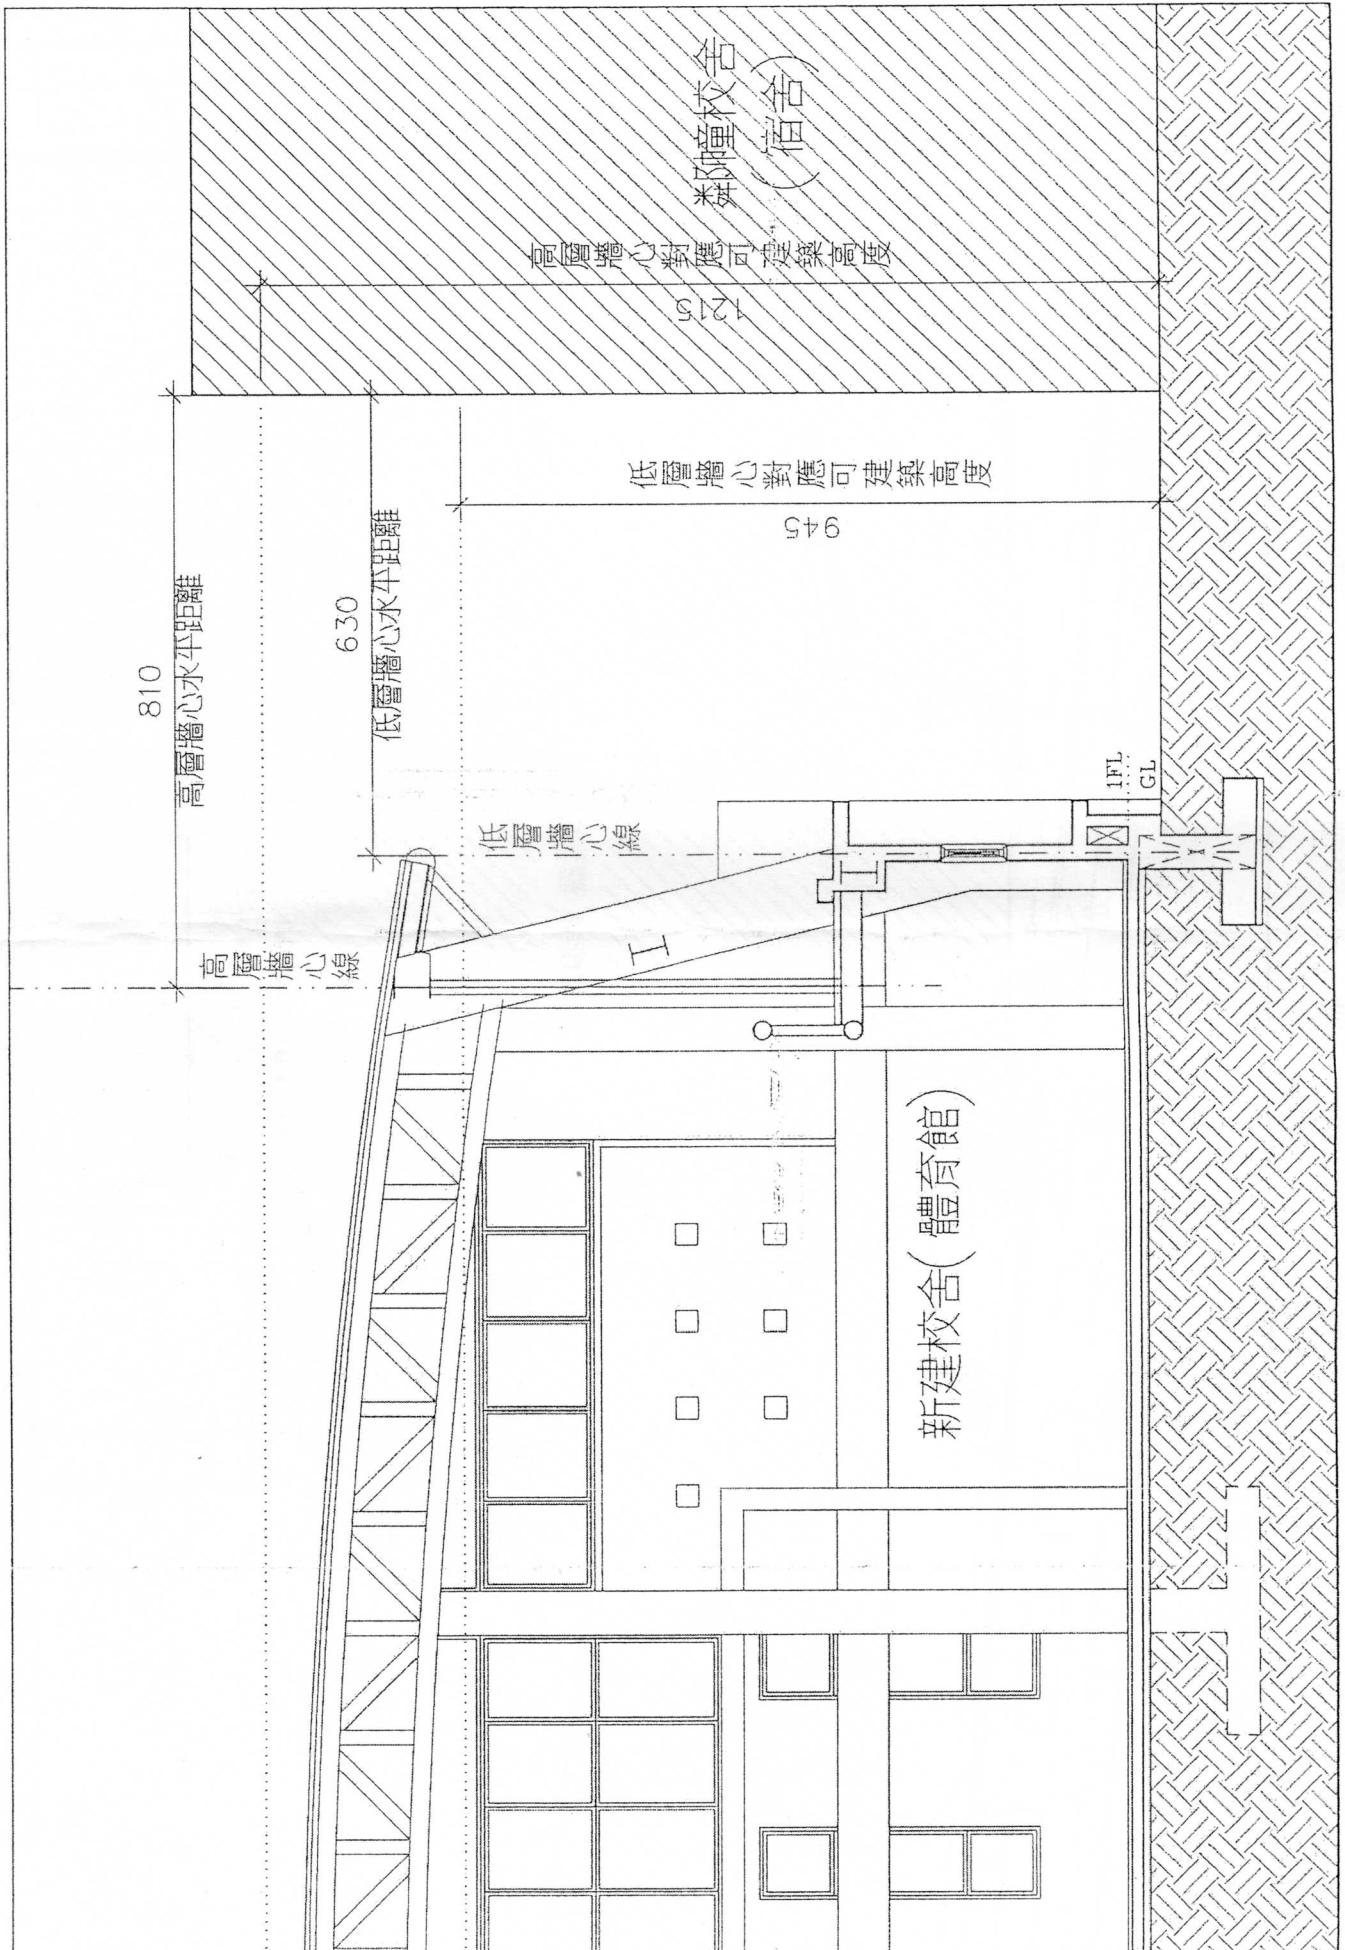 校舍
(宿舍)
高層牆心對應可建築高度
1215
低層牆心對應可建築高度
945
810
高層牆心水平距離
630
低層牆心水平距離
低層牆心線
高層牆心線
1FL
GL
新建校舍(體育館)